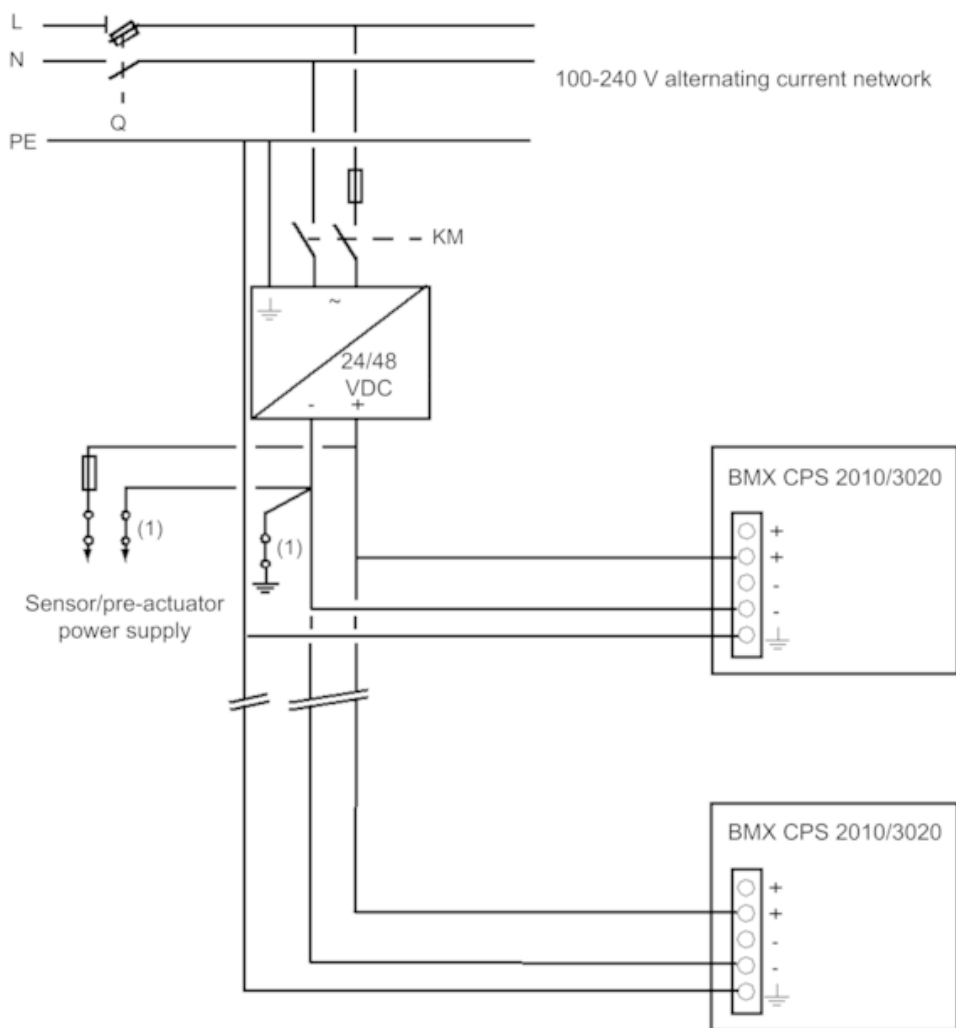 L
N
100-240 V alternating current network
Q
PE
KM
~
24/48
VDC
- +
(1)
(1)
Sensor/pre-actuator
power supply
BMX CPS 2010/3020
+
+
-
-
BMX CPS 2010/3020
+
+
-
-